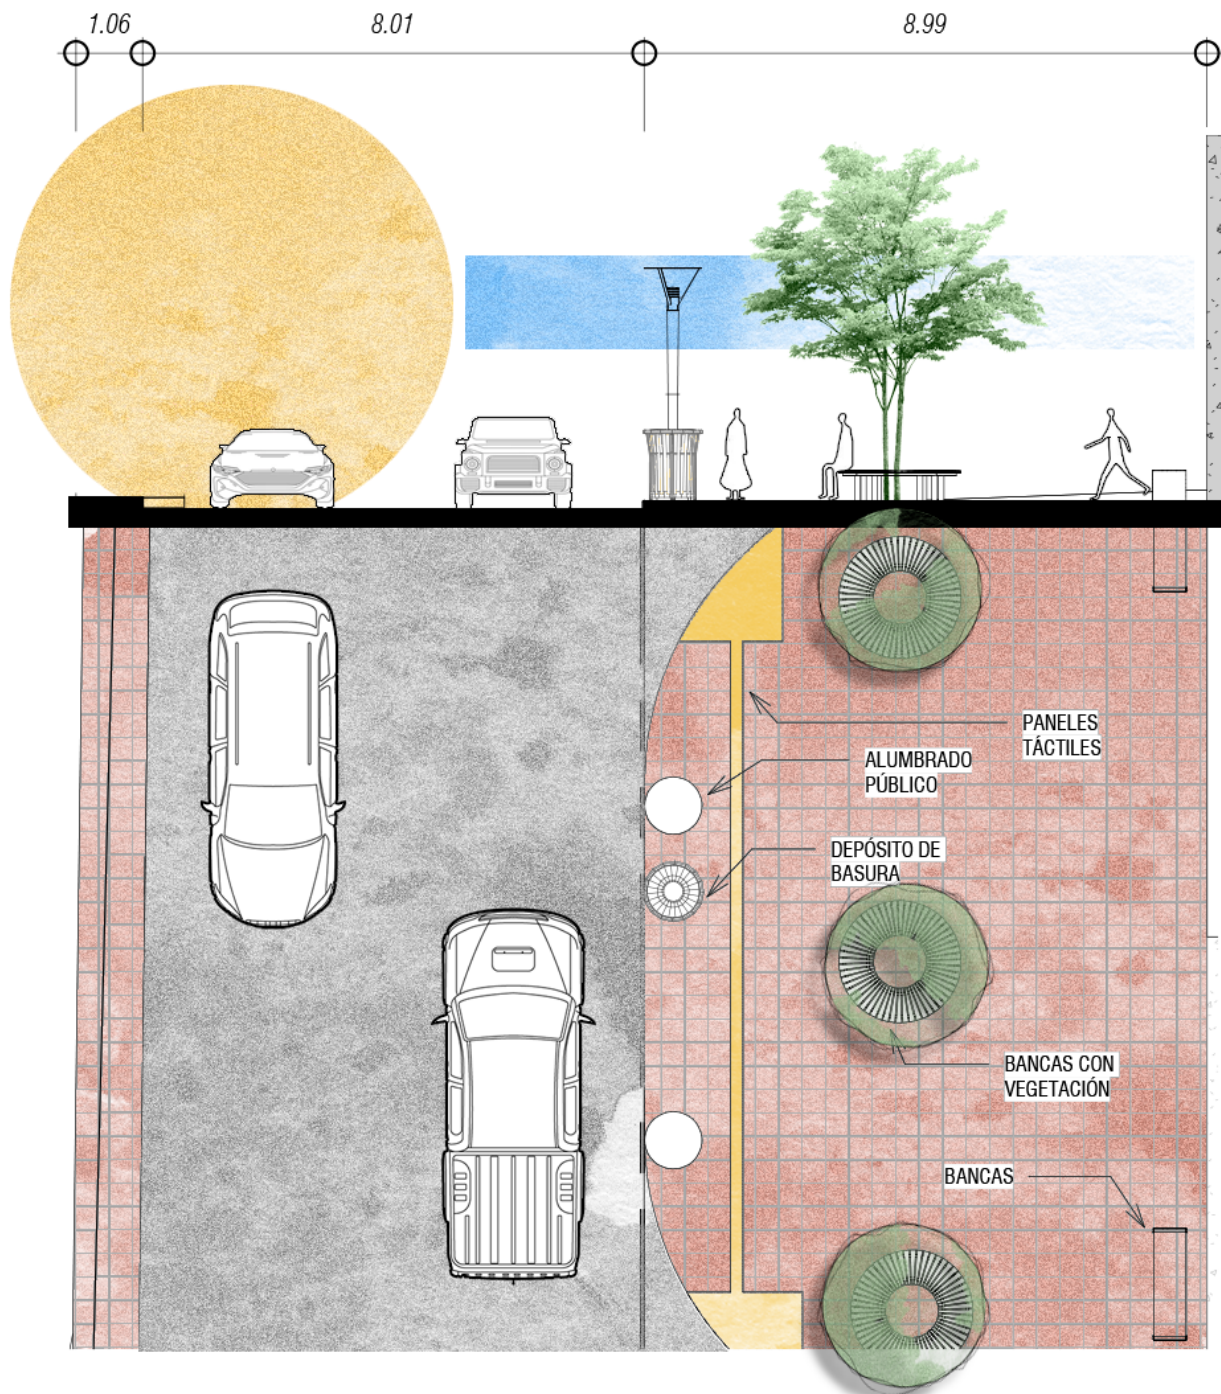 1.06
8.01
8.99
PANELES
TÁCTILES
ALUMBRADO
PÚBLICO
DEPÓSITO DE
BASURA
BANCAS CON
VEGETACIÓN
BANCAS